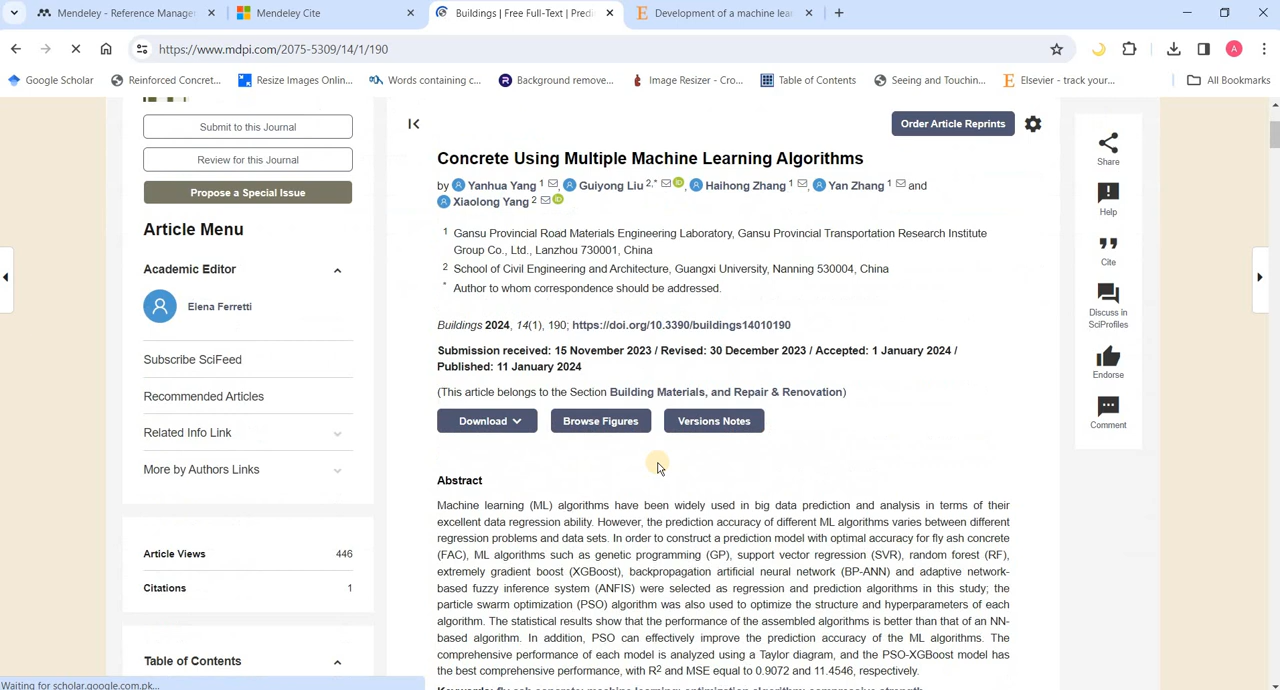 Mendeley - Reference Manage
Mendeley Cite
Buildings | Free Full-Text | Predi
Development of a machine lea
https://www.mdpi.com/2075-5309/14/1/190
A
Google Scholar
Reinforced Concret...
Resize Images Onlin...
Words containing c...
Background remove...
Image Resizer - Cro...
Table of Contents
Seeing and Touchin...
Elsevier - track your...
All Bookmarks
Submit to this Journal
Review for this Journal
Propose a Special Issue
Article Menu
Academic Editor
Elena Ferretti
Subscribe SciFeed
Recommended Articles
Related Info Link
More by Authors Links
Article Views 446
Citations 1
Table of Contents
Order Article Reprints
Concrete Using Multiple Machine Learning Algorithms
by Yanhua Yang 1, Guiyong Liu 2,* iD, Haihong Zhang 1, Yan Zhang 1 and
Xiaolong Yang 2 iD
1 Gansu Provincial Road Materials Engineering Laboratory, Gansu Provincial Transportation Research Institute
Group Co., Ltd., Lanzhou 730001, China
2 School of Civil Engineering and Architecture, Guangxi University, Nanning 530004, China
* Author to whom correspondence should be addressed.
Buildings 2024, 14(1), 190; https://doi.org/10.3390/buildings14010190
Submission received: 15 November 2023 / Revised: 30 December 2023 / Accepted: 1 January 2024 /
Published: 11 January 2024
(This article belongs to the Section Building Materials, and Repair & Renovation)
Download
Browse Figures
Versions Notes
Abstract
Machine learning (ML) algorithms have been widely used in big data prediction and analysis in terms of their
excellent data regression ability. However, the prediction accuracy of different ML algorithms varies between different
regression problems and data sets. In order to construct a prediction model with optimal accuracy for fly ash concrete
(FAC), ML algorithms such as genetic programming (GP), support vector regression (SVR), random forest (RF),
extremely gradient boost (XGBoost), backpropagation artificial neural network (BP-ANN) and adaptive network-
based fuzzy inference system (ANFIS) were selected as regression and prediction algorithms in this study; the
particle swarm optimization (PSO) algorithm was also used to optimize the structure and hyperparameters of each
algorithm. The statistical results show that the performance of the assembled algorithms is better than that of an NN-
based algorithm. In addition, PSO can effectively improve the prediction accuracy of the ML algorithms. The
comprehensive performance of each model is analyzed using a Taylor diagram, and the PSO-XGBoost model has
the best comprehensive performance, with R2 and MSE equal to 0.9072 and 11.4546, respectively.
Keywords: fly ash concrete; machine learning; optimization algorithm; compressive strength
Share
Help
Cite
Discuss in
SciProfiles
Endorse
Comment
Waiting for scholar.google.com.pk...